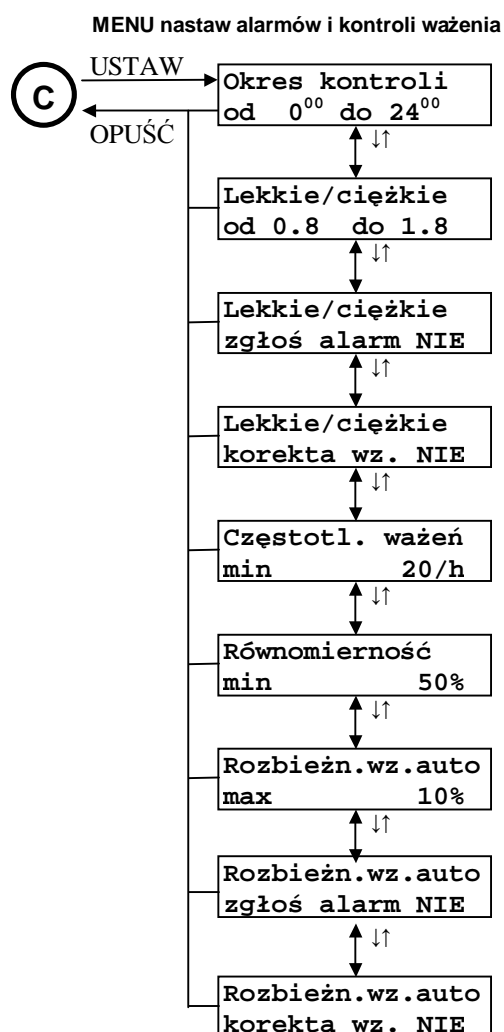 MENU nastaw alarmów i kontroli ważenia
USTAW
C
OPUŚĆ
Okres kontroli
od 0⁰⁰ do 24⁰⁰
↓↑
Lekkie/ciężkie
od 0.8 do 1.8
↓↑
Lekkie/ciężkie
zgłoś alarm NIE
↓↑
Lekkie/ciężkie
korekta wz. NIE
↓↑
Częstotl. ważeń
min 20/h
↓↑
Równomierność
min 50%
↓↑
Rozbieżn.wz.auto
max 10%
↓↑
Rozbieżn.wz.auto
zgłoś alarm NIE
↓↑
Rozbieżn.wz.auto
korekta wz. NIE